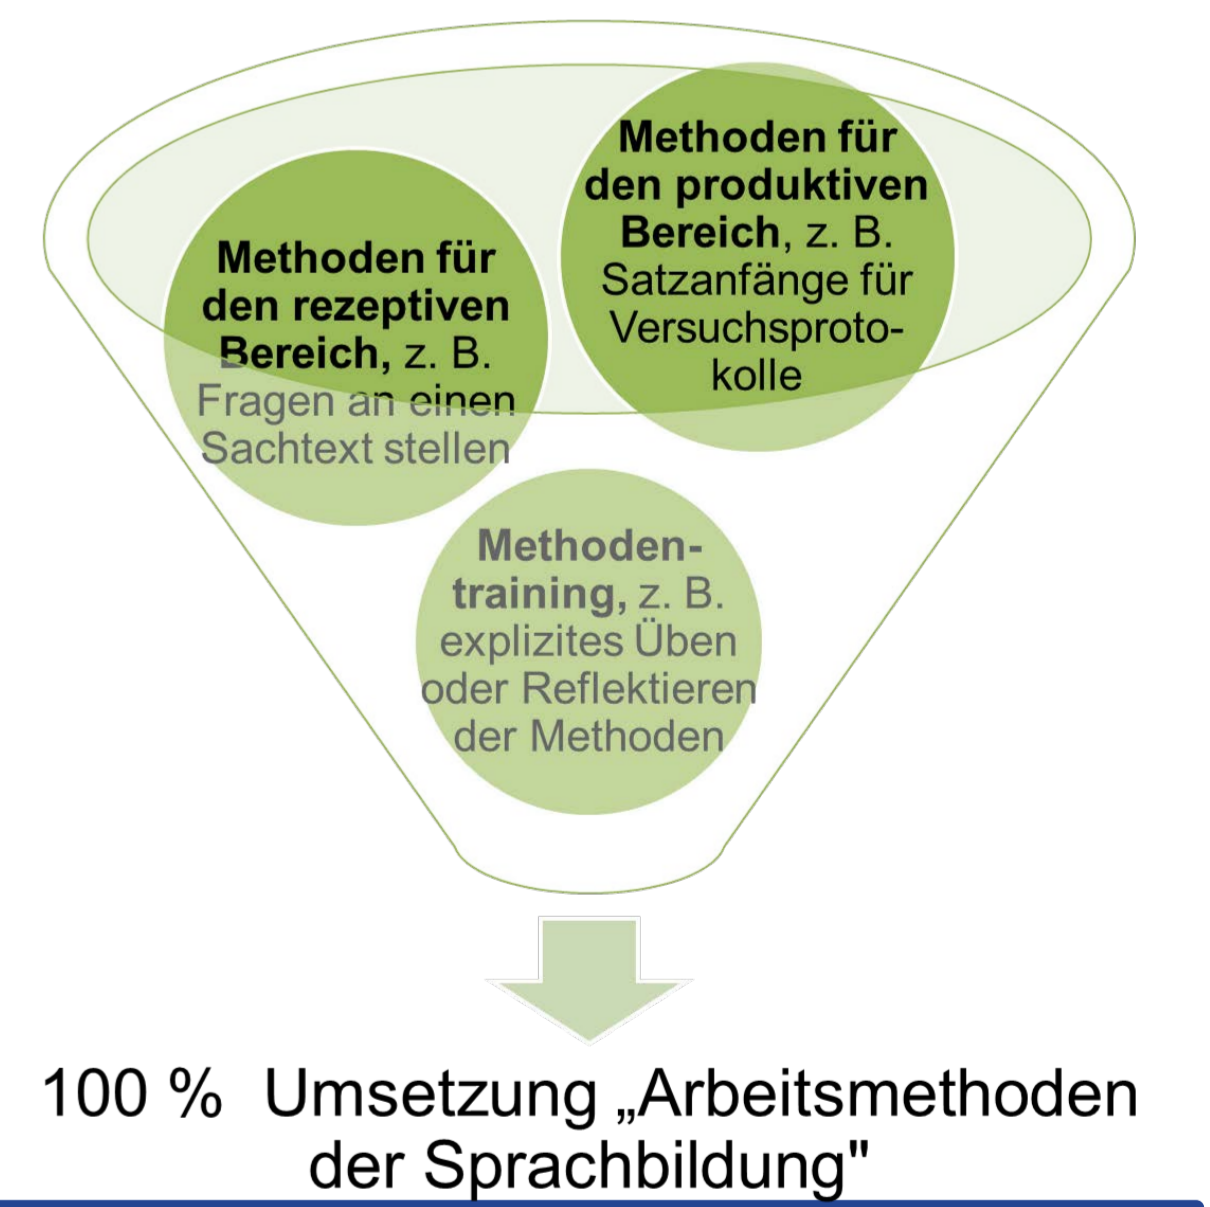 Methoden für
den produktiven
Bereich, z. B.
Satzanfänge für
Versuchsproto-
kolle
Methoden für
den rezeptiven
Bereich, z. B.
Fragen an einen
Sachtext stellen
Methoden-
training, z. B.
explizites Üben
oder Reflektieren
der Methoden
100 %  Umsetzung „Arbeitsmethoden
der Sprachbildung"